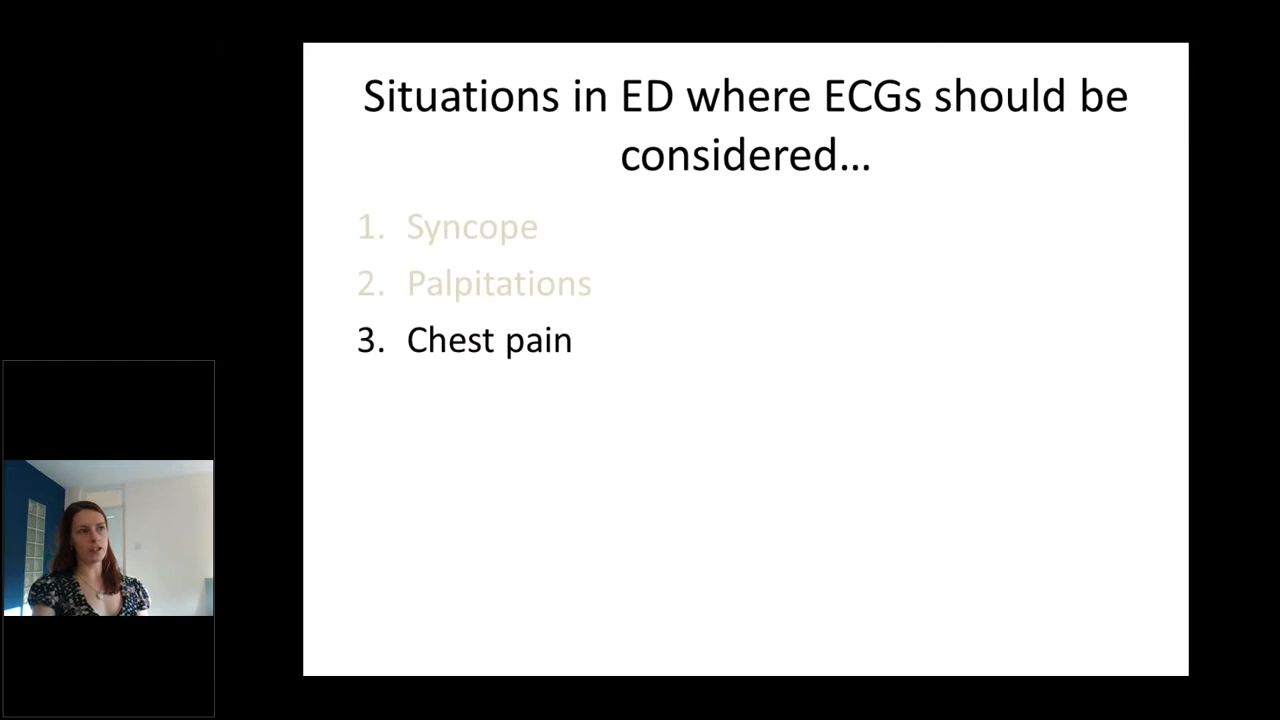 Situations in ED where ECGs should be
considered…
1. Syncope
2. Palpitations
3. Chest pain